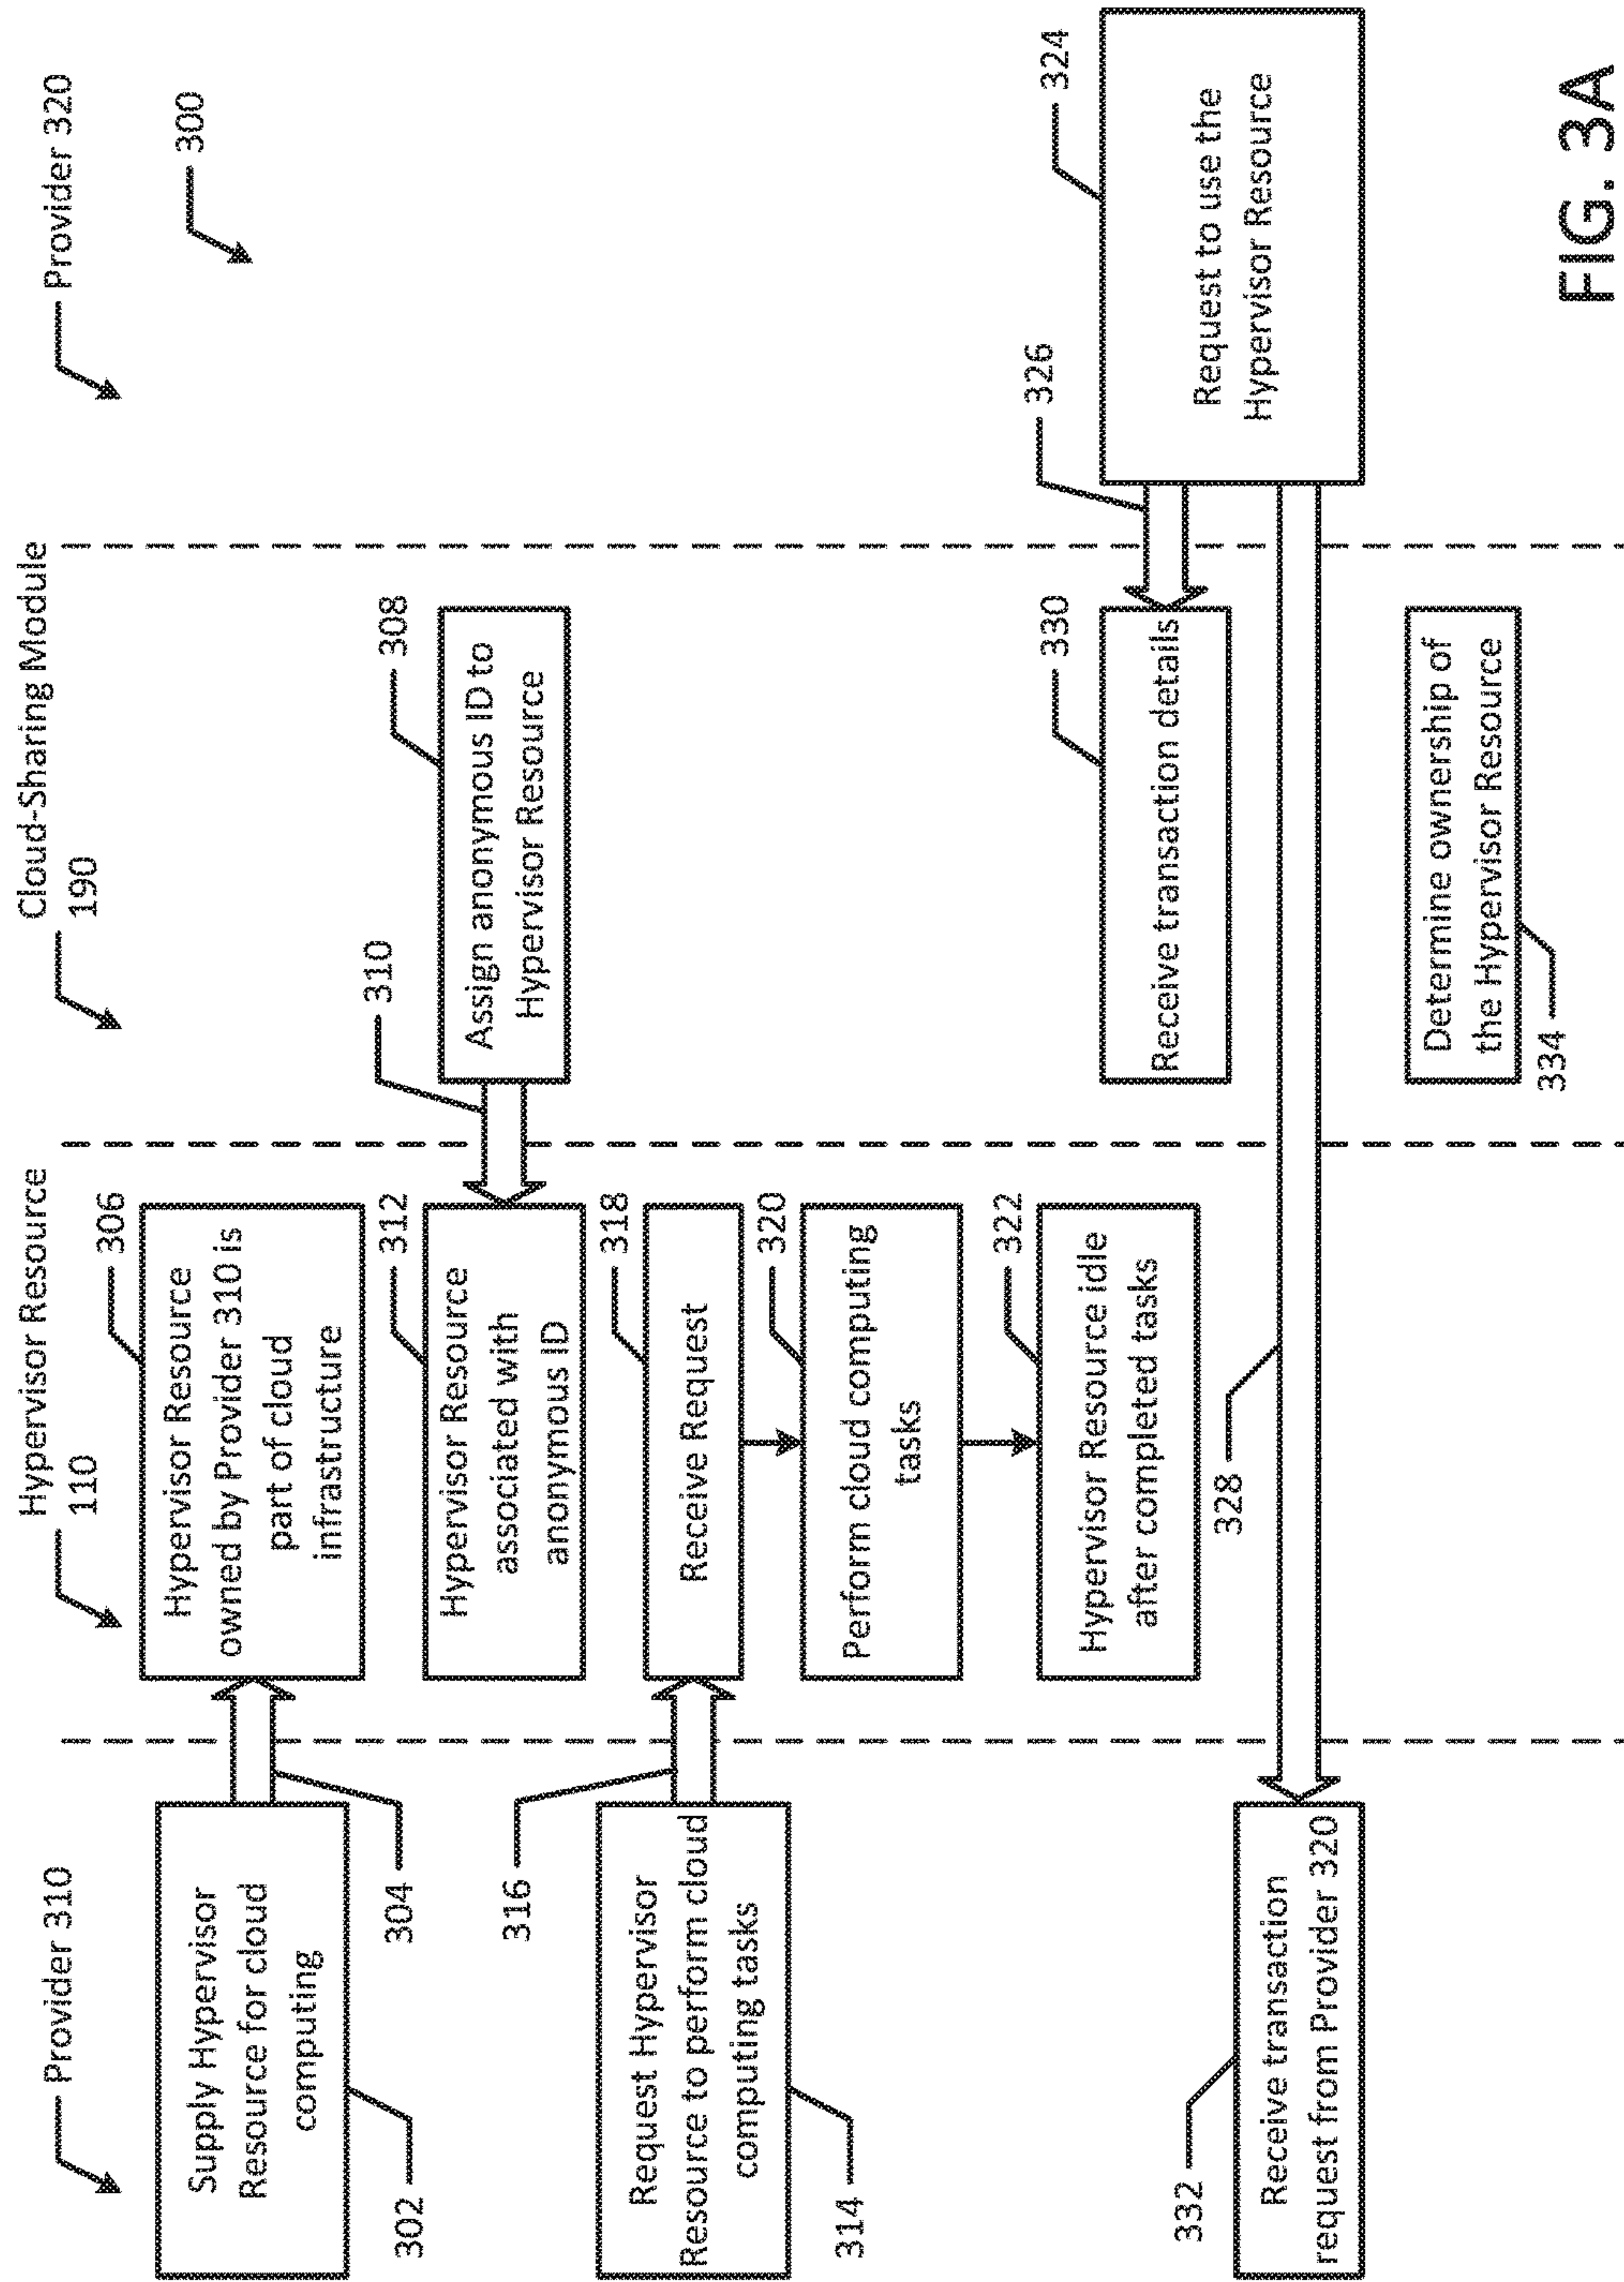 Provider 310
Hypervisor Resource
110
Cloud-Sharing Module
190
Provider 320
300
Supply Hypervisor
Resource for cloud
computing
302
304
Hypervisor Resource
owned by Provider 310 is
part of cloud
infrastructure
306
Assign anonymous ID to
Hypervisor Resource
308
310
Hypervisor Resource
associated with
anonymous ID
312
Request Hypervisor
Resource to perform cloud
computing tasks
314
316
Receive Request
318
Perform cloud computing
tasks
320
Hypervisor Resource idle
after completed tasks
322
Request to use the
Hypervisor Resource
324
326
328
Receive transaction details
330
Receive transaction
request from Provider 320
332
Determine ownership of
the Hypervisor Resource
334
FIG. 3A